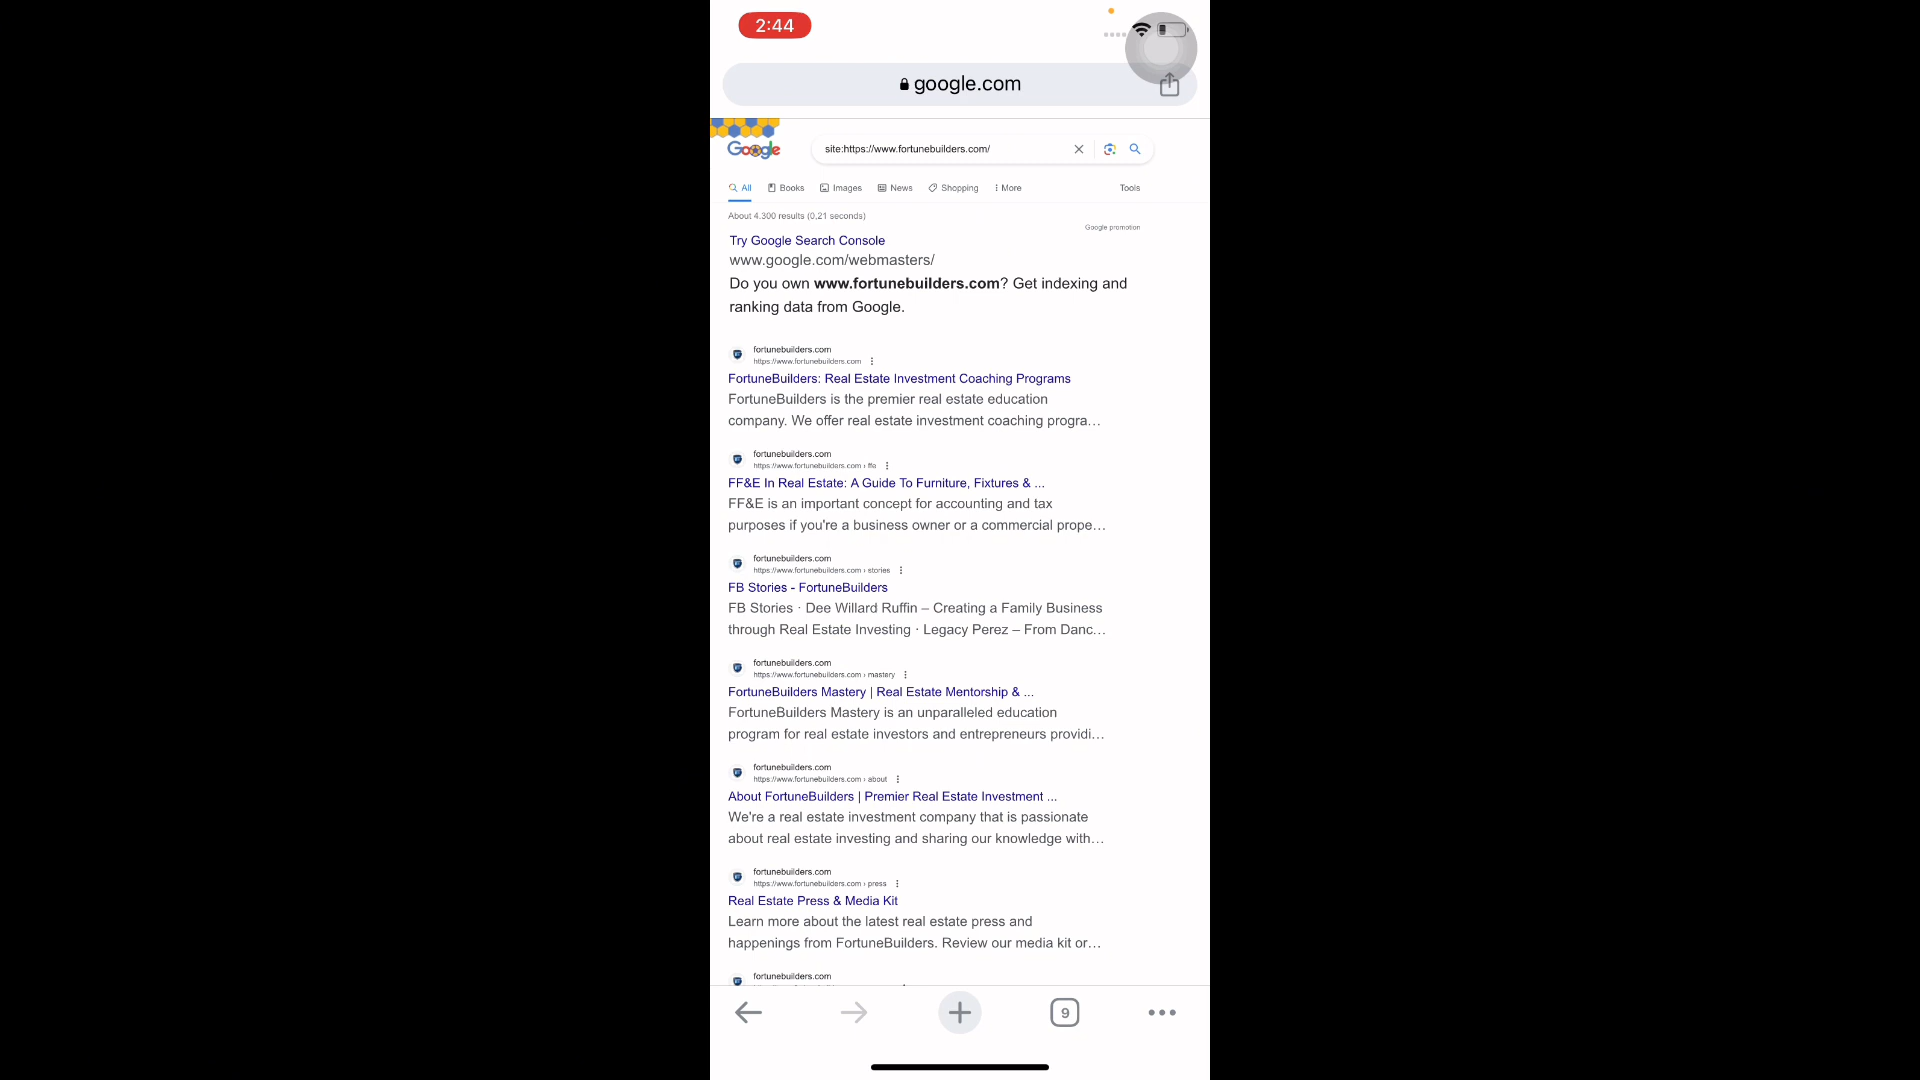 2:44
google.com
Google
site:https://www.fortunebuilders.com/
All Books Images News Shopping More Tools
About 4.300 results (0,21 seconds)
Google promotion
Try Google Search Console
www.google.com/webmasters/
Do you own www.fortunebuilders.com? Get indexing and
ranking data from Google.
fortunebuilders.com
https://www.fortunebuilders.com
FortuneBuilders: Real Estate Investment Coaching Programs
FortuneBuilders is the premier real estate education
company. We offer real estate investment coaching progra…
fortunebuilders.com
https://www.fortunebuilders.com › ffe
FF&E In Real Estate: A Guide To Furniture, Fixtures & ...
FF&E is an important concept for accounting and tax
purposes if you're a business owner or a commercial prope…
fortunebuilders.com
https://www.fortunebuilders.com › stories
FB Stories - FortuneBuilders
FB Stories · Dee Willard Ruffin – Creating a Family Business
through Real Estate Investing · Legacy Perez – From Danc…
fortunebuilders.com
https://www.fortunebuilders.com › mastery
FortuneBuilders Mastery | Real Estate Mentorship & ...
FortuneBuilders Mastery is an unparalleled education
program for real estate investors and entrepreneurs providi…
fortunebuilders.com
https://www.fortunebuilders.com › about
About FortuneBuilders | Premier Real Estate Investment ...
We're a real estate investment company that is passionate
about real estate investing and sharing our knowledge with…
fortunebuilders.com
https://www.fortunebuilders.com › press
Real Estate Press & Media Kit
Learn more about the latest real estate press and
happenings from FortuneBuilders. Review our media kit or…
fortunebuilders.com
9